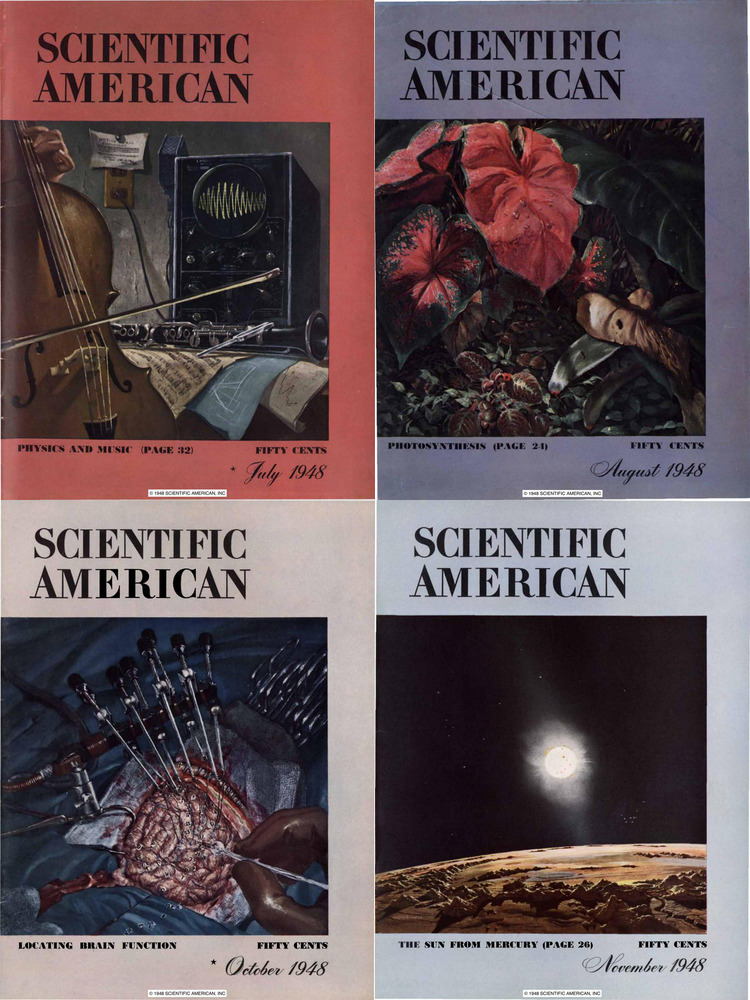 SCIENTIFIC
AMERICAN
PHYSICS AND MUSIC (PAGE 32)
FIFTY CENTS
* July 1948
© 1948 SCIENTIFIC AMERICAN, INC
SCIENTIFIC
AMERICAN
PHOTOSYNTHESIS (PAGE 24)
FIFTY CENTS
August 1948
© 1948 SCIENTIFIC AMERICAN, INC
SCIENTIFIC
AMERICAN
LOCATING BRAIN FUNCTION
FIFTY CENTS
* October 1948
© 1948 SCIENTIFIC AMERICAN, INC
SCIENTIFIC
AMERICAN
THE SUN FROM MERCURY (PAGE 26)
FIFTY CENTS
November 1948
© 1948 SCIENTIFIC AMERICAN, INC